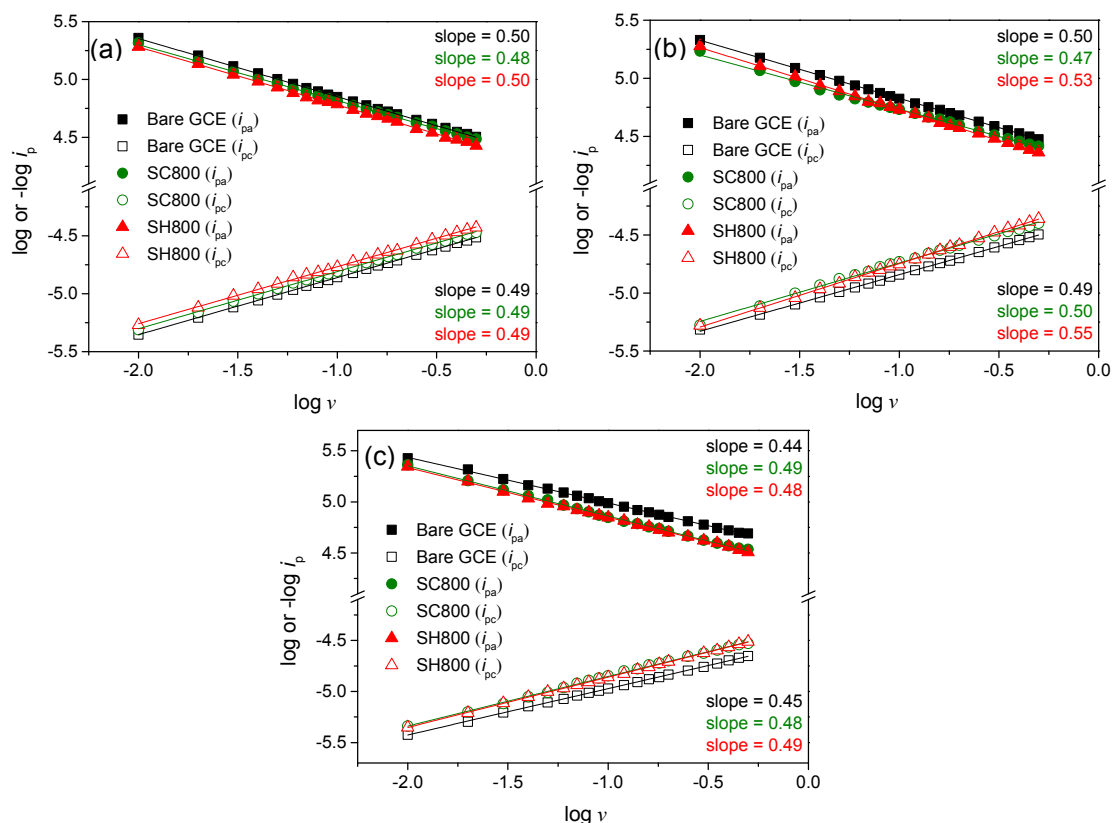 (a)
slope = 0.50
slope = 0.48
slope = 0.50
Bare GCE (ipa)
Bare GCE (ipc)
SC800 (ipa)
SC800 (ipc)
SH800 (ipa)
SH800 (ipc)
slope = 0.49
slope = 0.49
slope = 0.49
5.5
5.0
4.5
-4.5
-5.0
-5.5
log or -log ip
-2.0 -1.5 -1.0 -0.5 0.0
log v
(b)
slope = 0.50
slope = 0.47
slope = 0.53
Bare GCE (ipa)
Bare GCE (ipc)
SC800 (ipa)
SC800 (ipc)
SH800 (ipa)
SH800 (ipc)
slope = 0.49
slope = 0.50
slope = 0.55
5.5
5.0
4.5
-4.5
-5.0
-5.5
log or -log ip
-2.0 -1.5 -1.0 -0.5 0.0
log v
(c)
slope = 0.44
slope = 0.49
slope = 0.48
Bare GCE (ipa)
Bare GCE (ipc)
SC800 (ipa)
SC800 (ipc)
SH800 (ipa)
SH800 (ipc)
slope = 0.45
slope = 0.48
slope = 0.49
5.5
5.0
4.5
-4.5
-5.0
-5.5
log or -log ip
-2.0 -1.5 -1.0 -0.5 0.0
log v